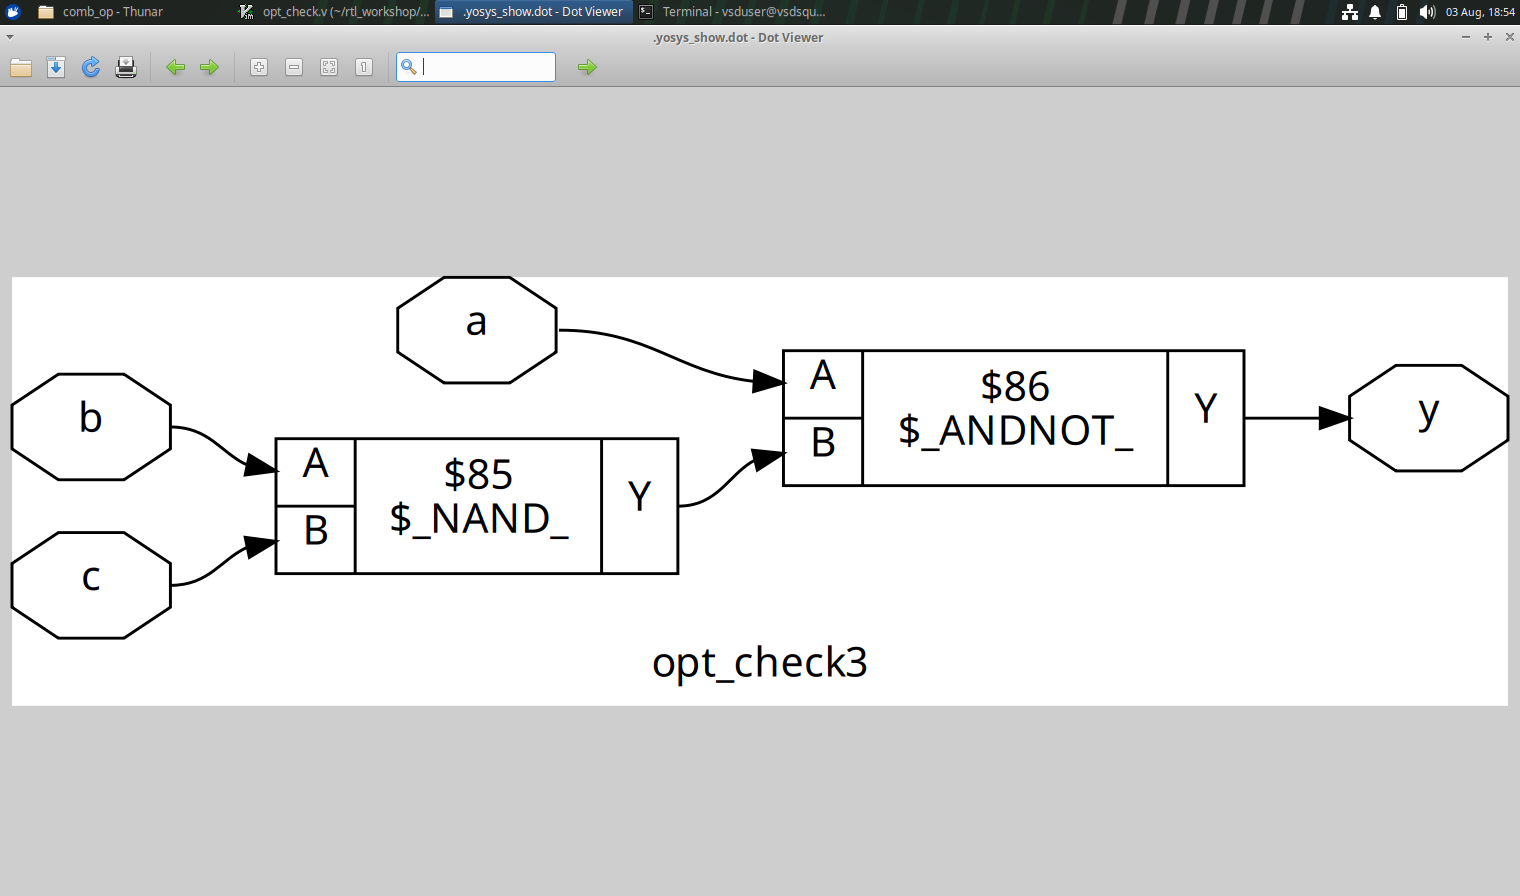 comb_op - Thunar
opt_check.v (~/rtl_workshop/...
.yosys_show.dot - Dot Viewer
Terminal - vsduser@vsdsqu...
03 Aug, 18:54
.yosys_show.dot - Dot Viewer
a
b
c
A
B
$85
$_NAND_
Y
A
B
$86
$_ANDNOT_
Y
y
opt_check3